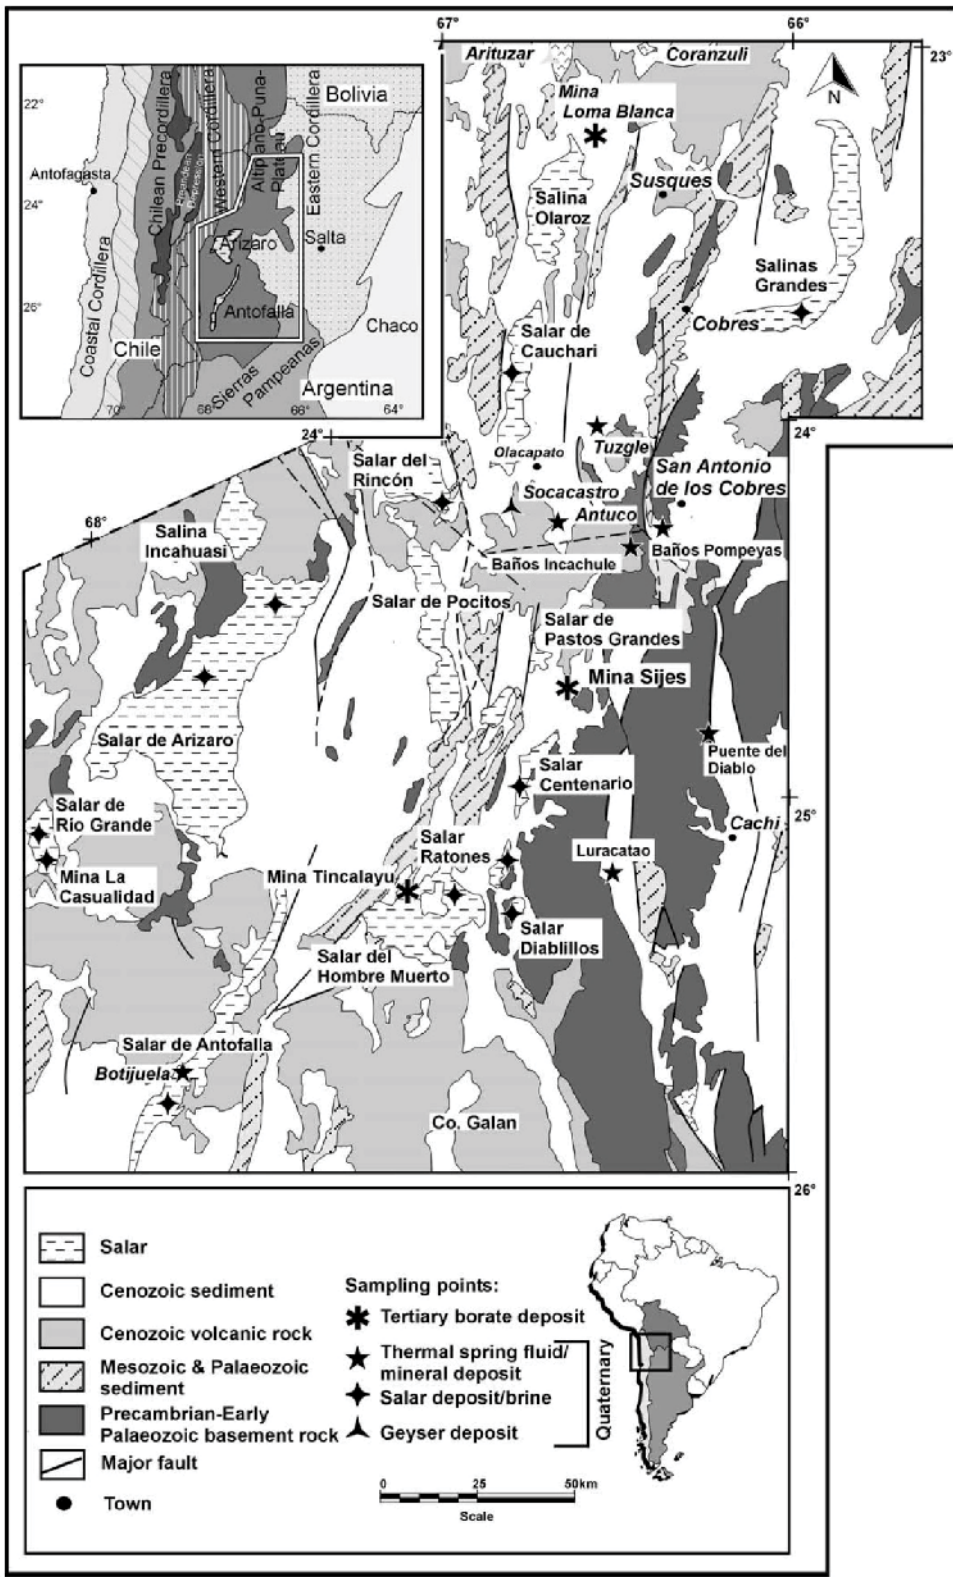 67°
66°
23°
Arituzar
Coranzuli
Mina
Loma Blanca
N
Susques
Salina
Olaroz
Salinas
Grandes
Cobres
Salar de
Cauchari
24°
Tuzgle
Olacapato
San Antonio
de los Cobres
Socacastro
Antuco
Baños Pompeyas
Baños Incachule
22°
24°
26°
Antofagasta
Coastal Cordillera
Chilean Precordillera
Preandean
Depression
Western Cordillera
Altiplano-Puna-
Plateau
Eastern Cordillera
Bolivia
Arizaro
Salta
Antofalla
Chaco
Chile
Sierras
Pampeanas
Argentina
70°
68°
66°
64°
24°
Salar del
Rincón
68°
Salina
Incahuasi
Salar de Pocitos
Salar de
Pastos Grandes
Mina Sijes
Salar de Arizaro
Puente del
Diablo
Salar
Centenario
25°
Salar de
Rio Grande
Cachi
Salar
Ratones
Luracatao
Mina La
Casualidad
Mina Tincalayu
Salar
Diablillos
Salar del
Hombre Muerto
Salar de Antofalla
Botijuela
Co. Galan
26°
Salar
Cenozoic sediment
Cenozoic volcanic rock
Mesozoic & Palaeozoic
sediment
Precambrian-Early
Palaeozoic basement rock
Major fault
Town
Sampling points:
Tertiary borate deposit
Thermal spring fluid/
mineral deposit
Salar deposit/brine
Geyser deposit
Quaternary
0 25 50km
Scale